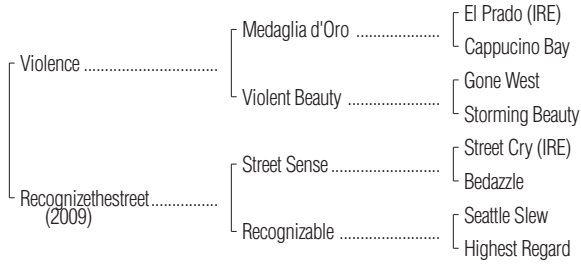 El Prado (IRE)
Medaglia d'Oro ....................
Cappucino Bay
Violence ................................
Gone West
Violent Beauty ......................
Storming Beauty
Street Cry (IRE)
Street Sense ..........................
Bedazzle
Recognizethestreet................
(2009)
Seattle Slew
Recognizable ........................
Highest Regard